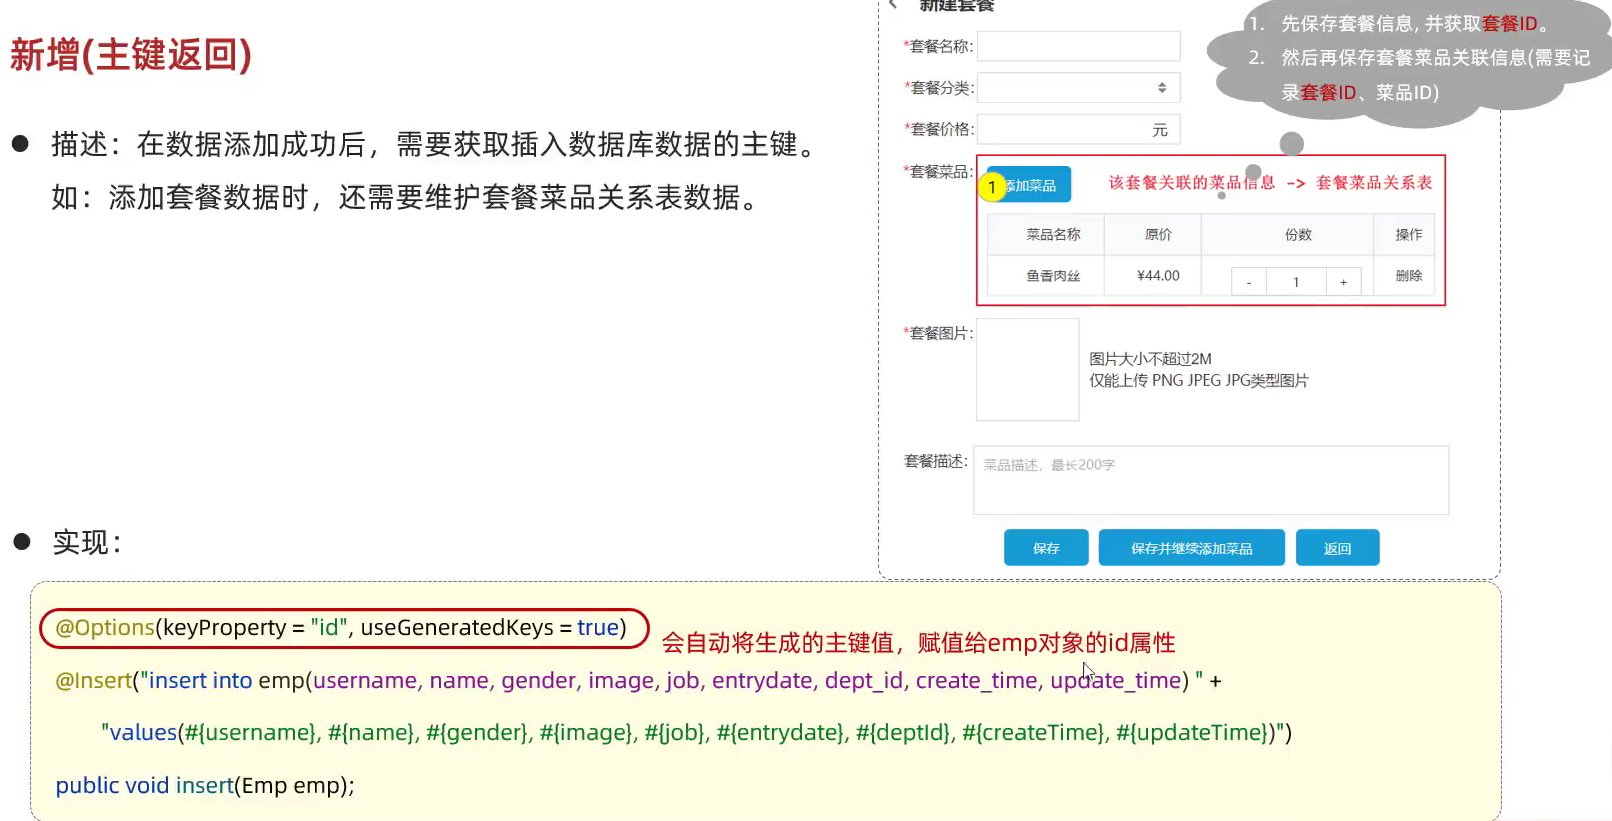 新增(主键返回)
描述：在数据添加成功后，需要获取插入数据库数据的主键。
如：添加套餐数据时，还需要维护套餐菜品关系表数据。
新建套餐
1. 先保存套餐信息, 并获取套餐ID。
2. 然后再保存套餐菜品关联信息(需要记
录套餐ID、菜品ID)
*套餐名称:
*套餐分类:
*套餐价格: 元
*套餐菜品:
1 添加菜品 该套餐关联的菜品信息 -> 套餐菜品关系表
菜品名称 原价 份数 操作
鱼香肉丝 ¥44.00 - 1 + 删除
*套餐图片:
图片大小不超过2M
仅能上传 PNG JPEG JPG类型图片
套餐描述: 菜品描述，最长200字
保存 保存并继续添加菜品 返回
实现：
@Options(keyProperty = "id", useGeneratedKeys = true) 会自动将生成的主键值，赋值给emp对象的id属性
@Insert("insert into emp(username, name, gender, image, job, entrydate, dept_id, create_time, update_time) " +
"values(#{username}, #{name}, #{gender}, #{image}, #{job}, #{entrydate}, #{deptId}, #{createTime}, #{updateTime})")
public void insert(Emp emp);